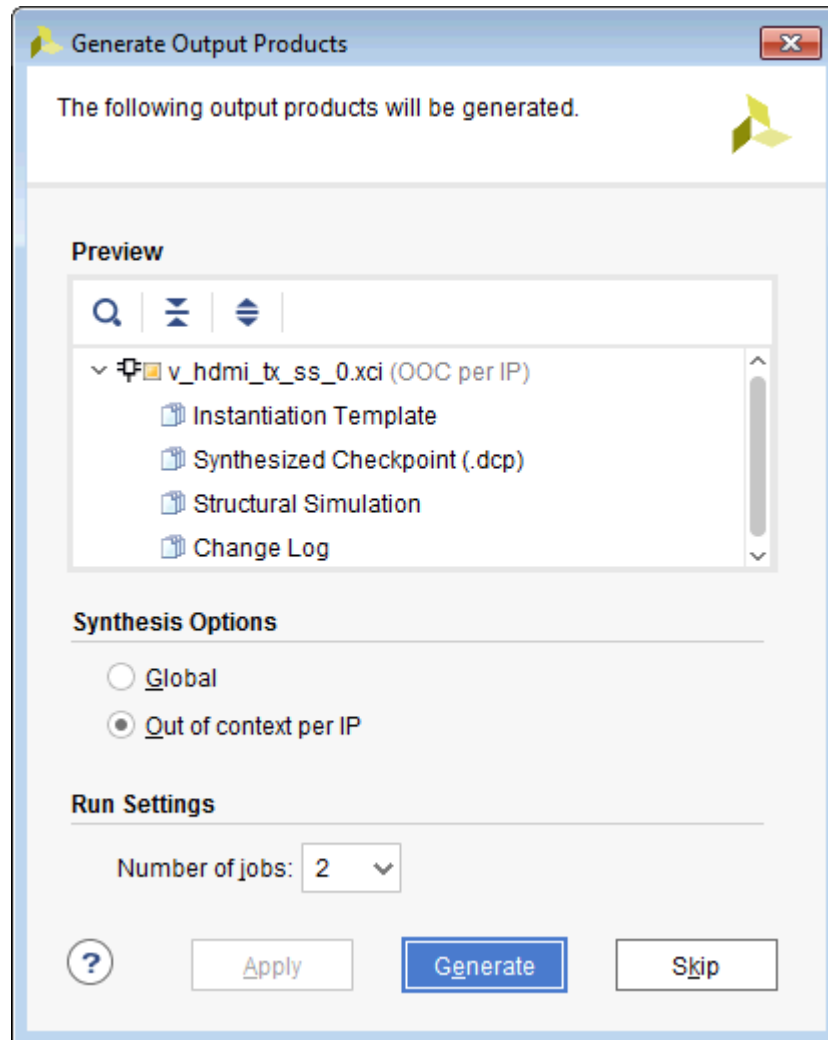 Generate Output Products
The following output products will be generated.
Preview
v_hdmi_tx_ss_0.xci (OOC per IP)
Instantiation Template
Synthesized Checkpoint (.dcp)
Structural Simulation
Change Log
Synthesis Options
Global
Out of context per IP
Run Settings
Number of jobs: 2
? Apply Generate Skip